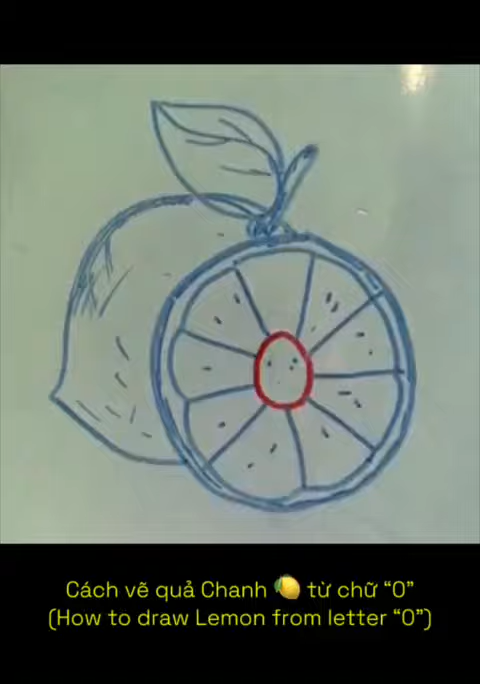 Cách vẽ quả Chanh 🍋 từ chữ “O”
(How to draw Lemon from letter “O”)